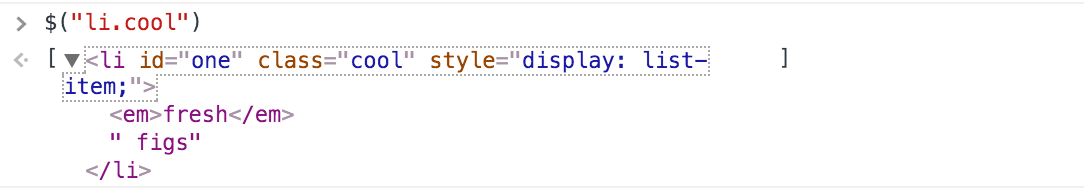 > $("li.cool")
<· [ ▼<li id="one" class="cool" style="display: list- ]
item;">
<em>fresh</em>
" figs"
</li>